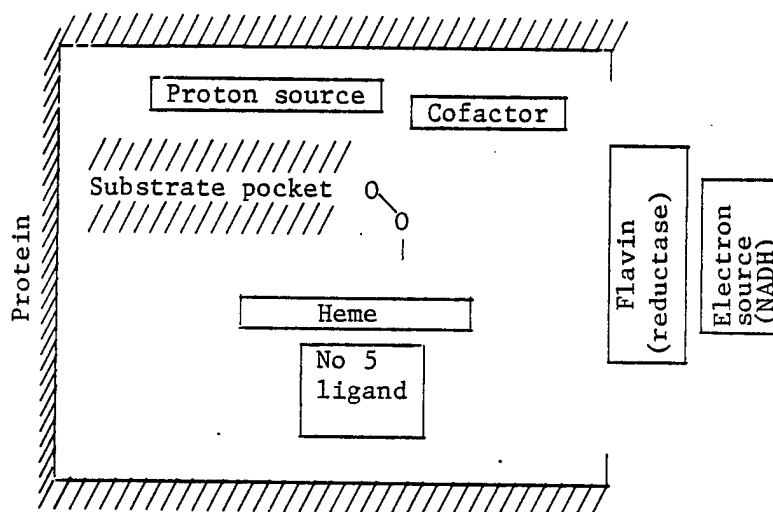 Proton source
Cofactor
Substrate pocket
O
O
Protein
Heme
No 5
ligand
Flavin
(reductase)
Electron
source
(NADH)